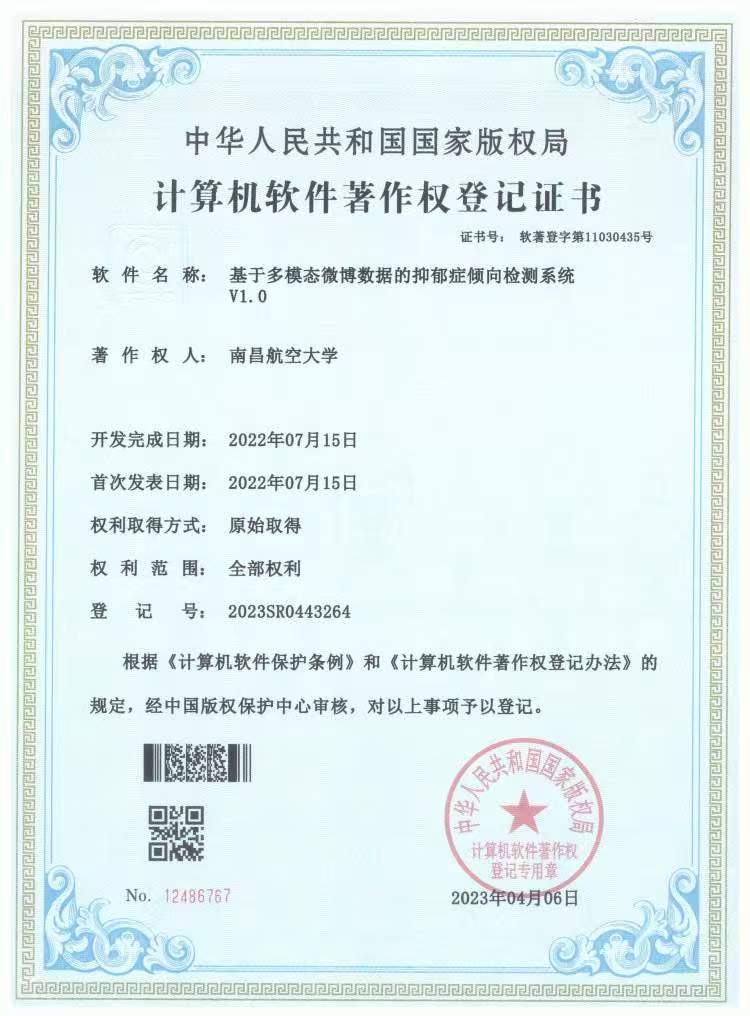 中华人民共和国国家版权局
计算机软件著作权登记证书
证书号： 软著登字第11030435号
软件名称： 基于多模态微博数据的抑郁症倾向检测系统
V1.0
著作权人： 南昌航空大学
开发完成日期： 2022年07月15日
首次发表日期： 2022年07月15日
权利取得方式： 原始取得
权利范围： 全部权利
登记号： 2023SR0443264
根据《计算机软件保护条例》和《计算机软件著作权登记办法》的
规定，经中国版权保护中心审核，对以上事项予以登记。
中华人民共和国国家版权局
计算机软件著作权
登记专用章
No. 12486767
2023年04月06日